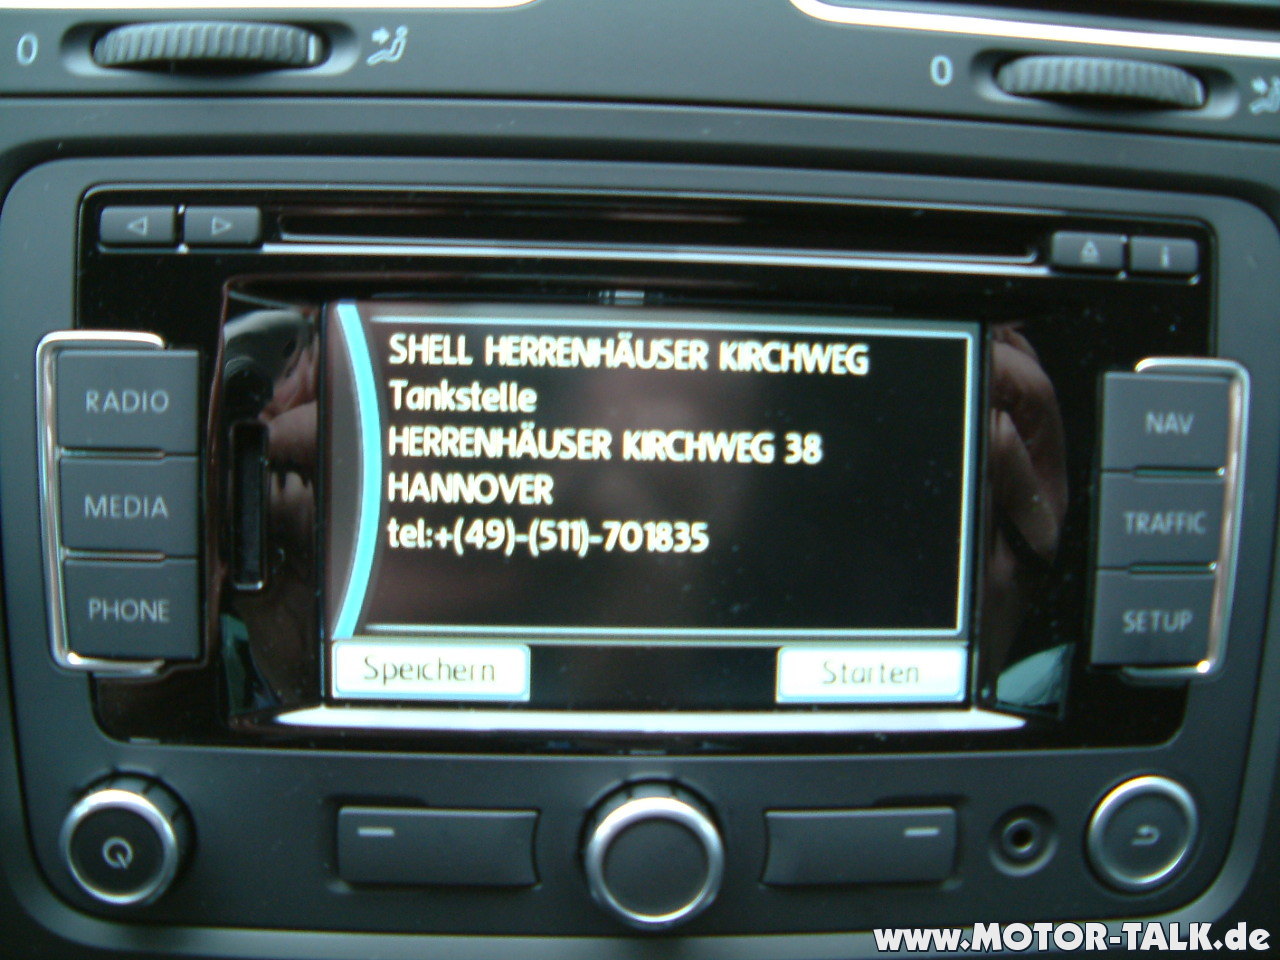 0
0
SHELL HERRENHÄUSER KIRCHWEG
Tankstelle
HERRENHÄUSER KIRCHWEG 38
HANNOVER
tel:+(49)-(511)-701835
RADIO
MEDIA
PHONE
NAV
TRAFFIC
SETUP
Speichern
Starten
www.MOTOR-TALK.de